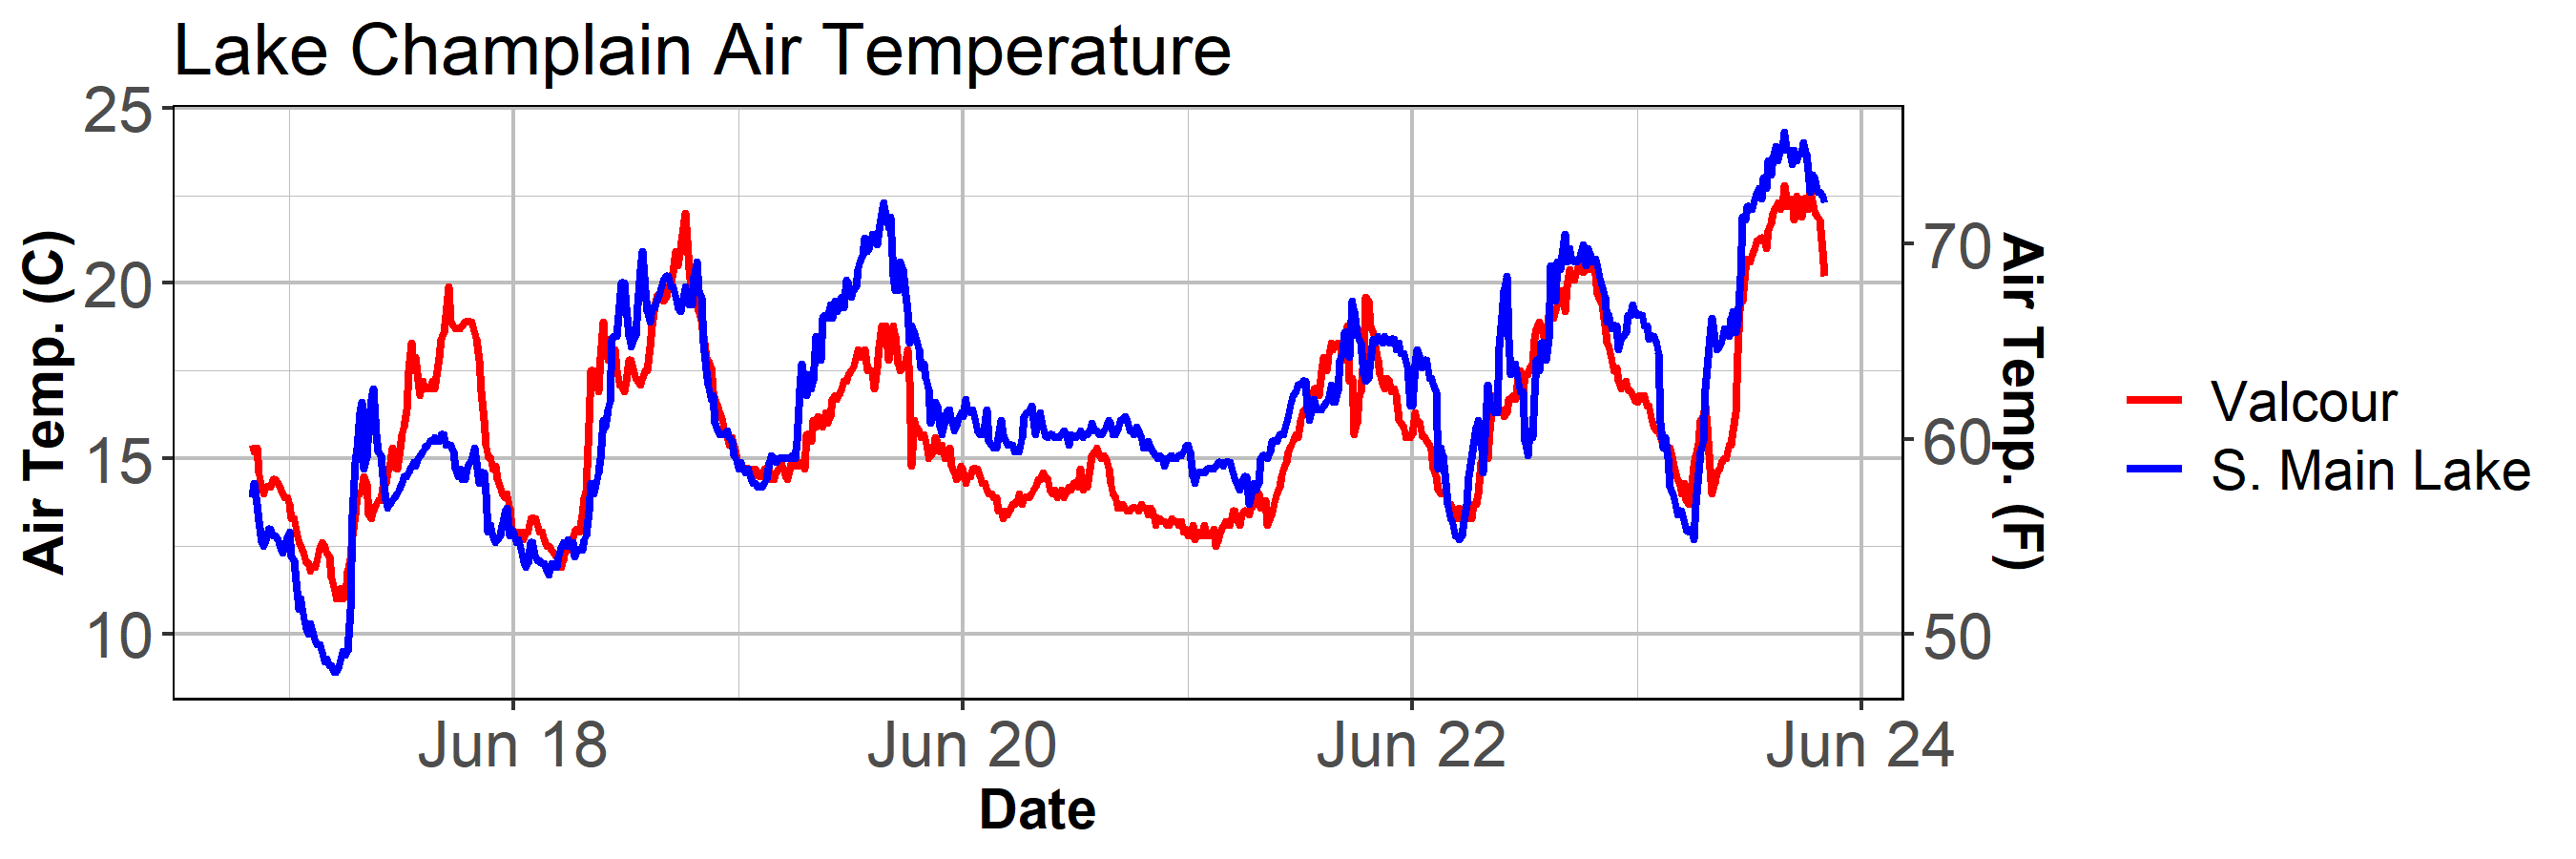 Lake Champlain Air Temperature
25
20
15
10
Air Temp. (C)
70
60
50
Air Temp. (F)
Jun 18
Jun 20
Jun 22
Jun 24
Date
Valcour
S. Main Lake